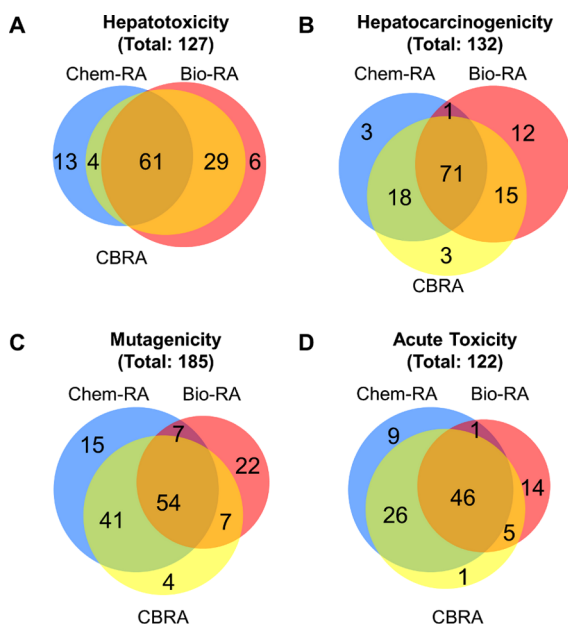 A
Hepatotoxicity
(Total: 127)
Chem-RA
Bio-RA
13
4
61
29
6
CBRA
B
Hepatocarcinogenicity
(Total: 132)
Chem-RA
Bio-RA
3
1
12
18
71
15
3
CBRA
C
Mutagenicity
(Total: 185)
Chem-RA
Bio-RA
15
7
22
41
54
7
4
CBRA
D
Acute Toxicity
(Total: 122)
Chem-RA
Bio-RA
9
1
14
26
46
5
1
CBRA